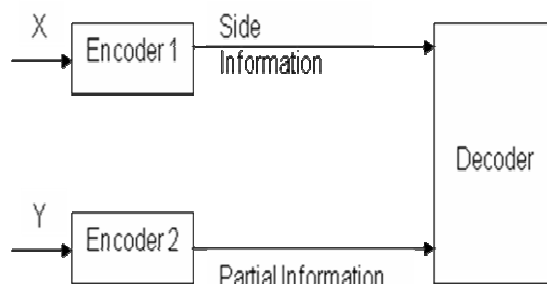 X
Encoder 1
Side
Information
Decoder
Y
Encoder 2
Partial Information